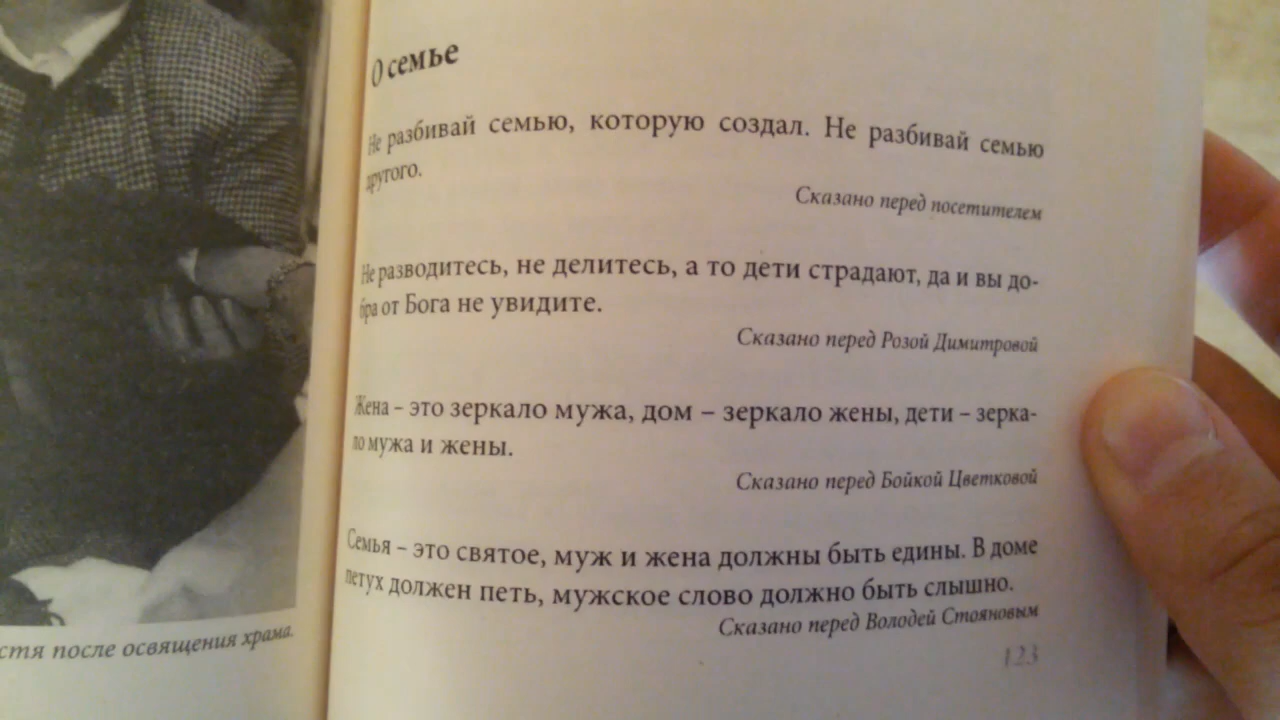 стя после освящения храма.
О семье
Не разбивай семью, которую создал. Не разбивай семью
другого.
Сказано перед посетителем
Не разводитесь, не делитесь, а то дети страдают, да и вы до-
бра от Бога не увидите.
Сказано перед Розой Димитровой
Жена – это зеркало мужа, дом – зеркало жены, дети – зерка-
ло мужа и жены.
Сказано перед Бойкой Цветковой
Семья – это святое, муж и жена должны быть едины. В доме
петух должен петь, мужское слово должно быть слышно.
Сказано перед Володей Стояновым
123